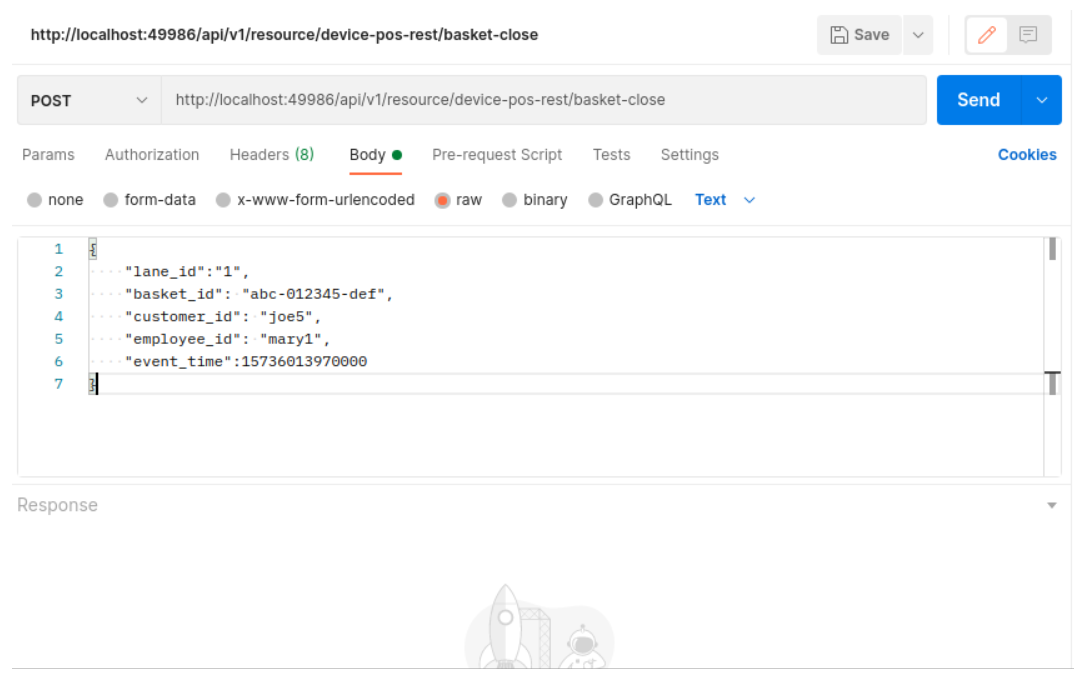 http://localhost:49986/api/v1/resource/device-pos-rest/basket-close Save
POST http://localhost:49986/api/v1/resource/device-pos-rest/basket-close Send
Params Authorization Headers (8) Body Pre-request Script Tests Settings Cookies
none form-data x-www-form-urlencoded raw binary GraphQL Text
1 {
2 "lane_id":"1",
3 "basket_id": "abc-012345-def",
4 "customer_id": "joe5",
5 "employee_id": "mary1",
6 "event_time":15736013970000
7 }
Response